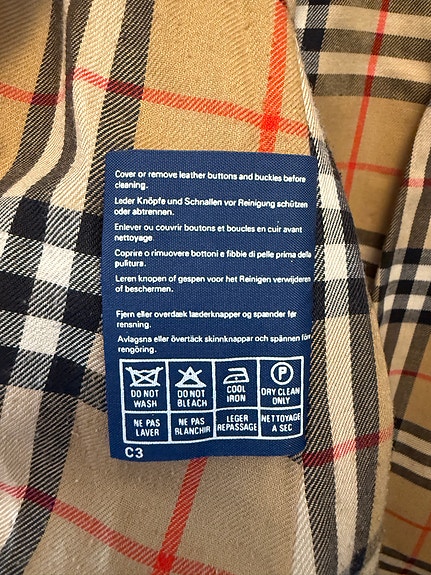 Cover or remove leather buttons and buckles before
cleaning.
Leder Knöpfe und Schnallen vor Reinigung schützen
oder abtrennen.
Enlever ou couvrir boutons et boucles en cuir avant
nettoyage.
Coprire o rimuovere bottoni e fibbie di pelle prima della
pulitura.
Leren knopen of gespen voor het Reinigen verwijderen
of beschermen.
Fjern eller overdæk læderknapper og spænder før
rensning.
Avlagsna eller övertäck skinnknappar och spännen före
rengöring.
P
DO NOT WASH
DO NOT BLEACH
COOL IRON
DRY CLEAN ONLY
NE PAS LAVER
NE PAS BLANCHIR
LEGER REPASSAGE
NETTOYAGE A SEC
C3